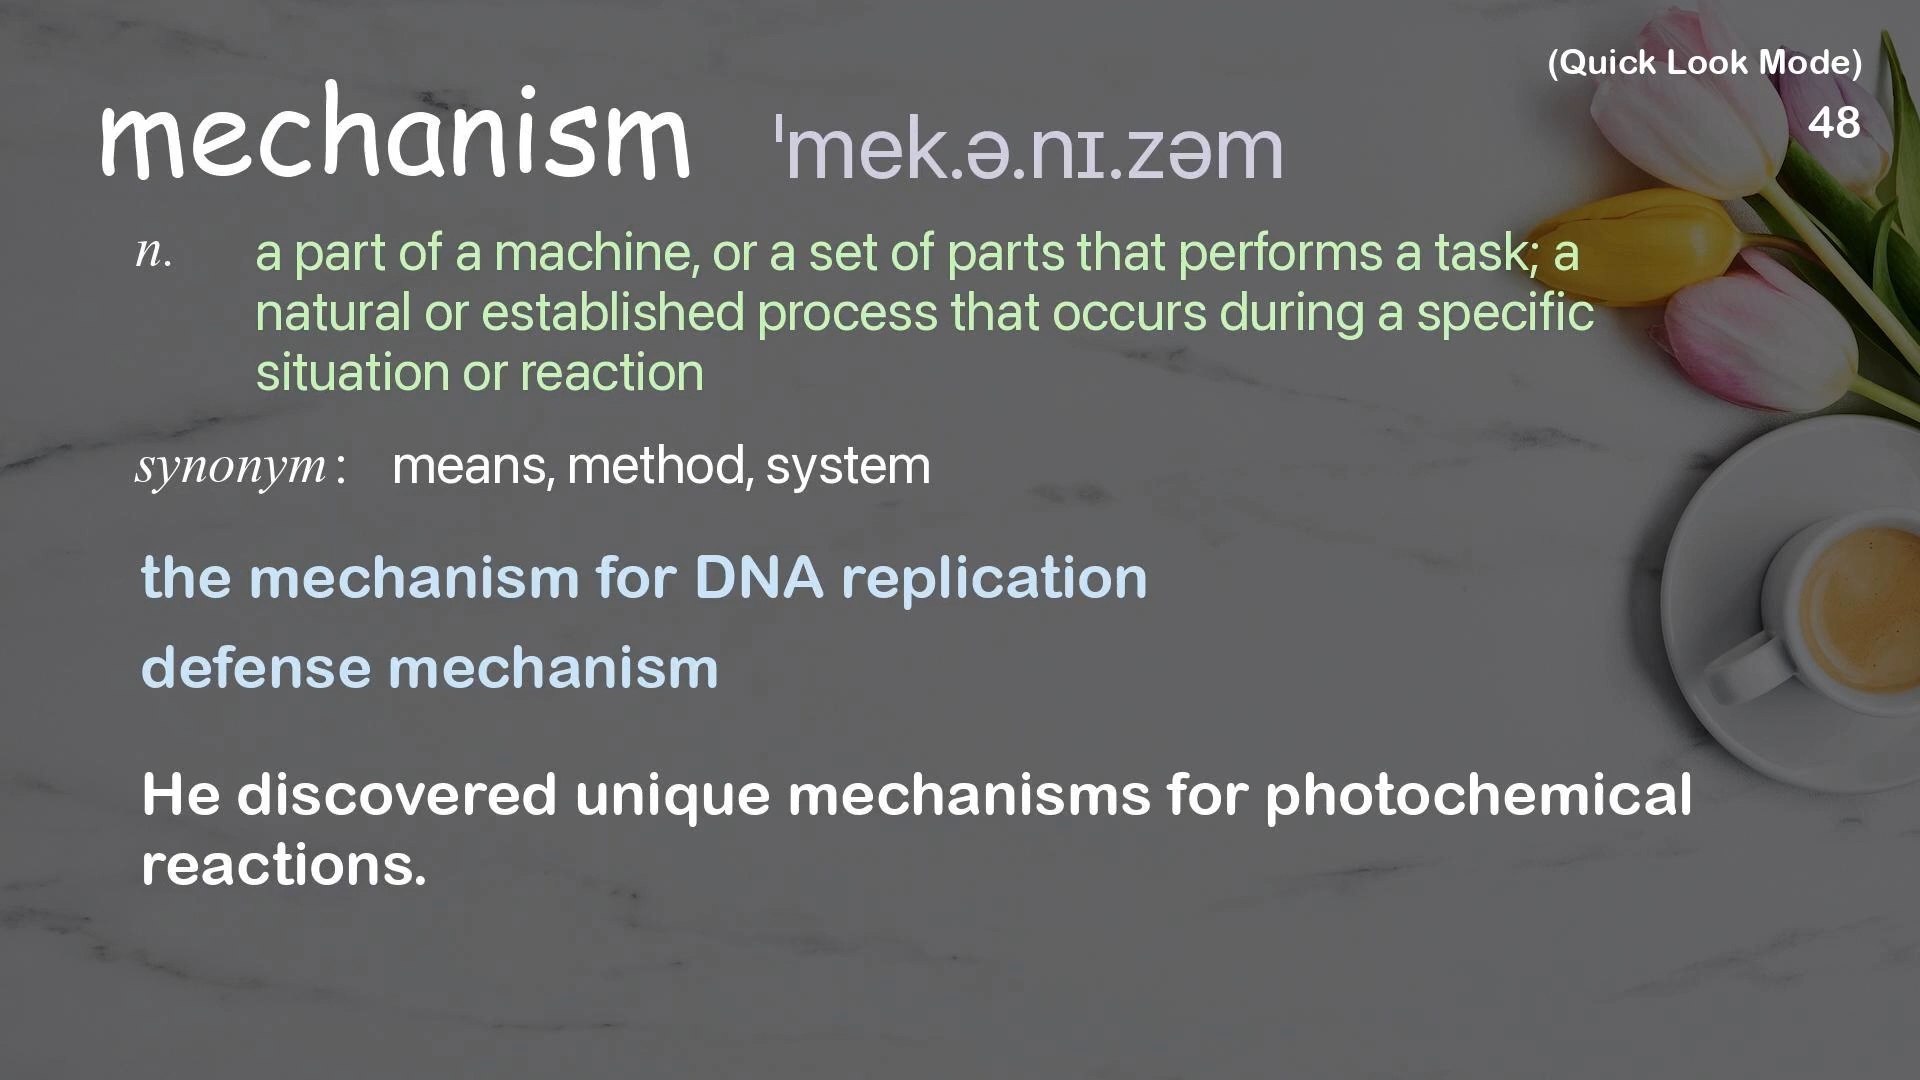 (Quick Look Mode)
48
mechanism ˈmek.ə.nɪ.zəm
n. a part of a machine, or a set of parts that performs a task; a
natural or established process that occurs during a specific
situation or reaction
synonym : means, method, system
the mechanism for DNA replication
defense mechanism
He discovered unique mechanisms for photochemical
reactions.